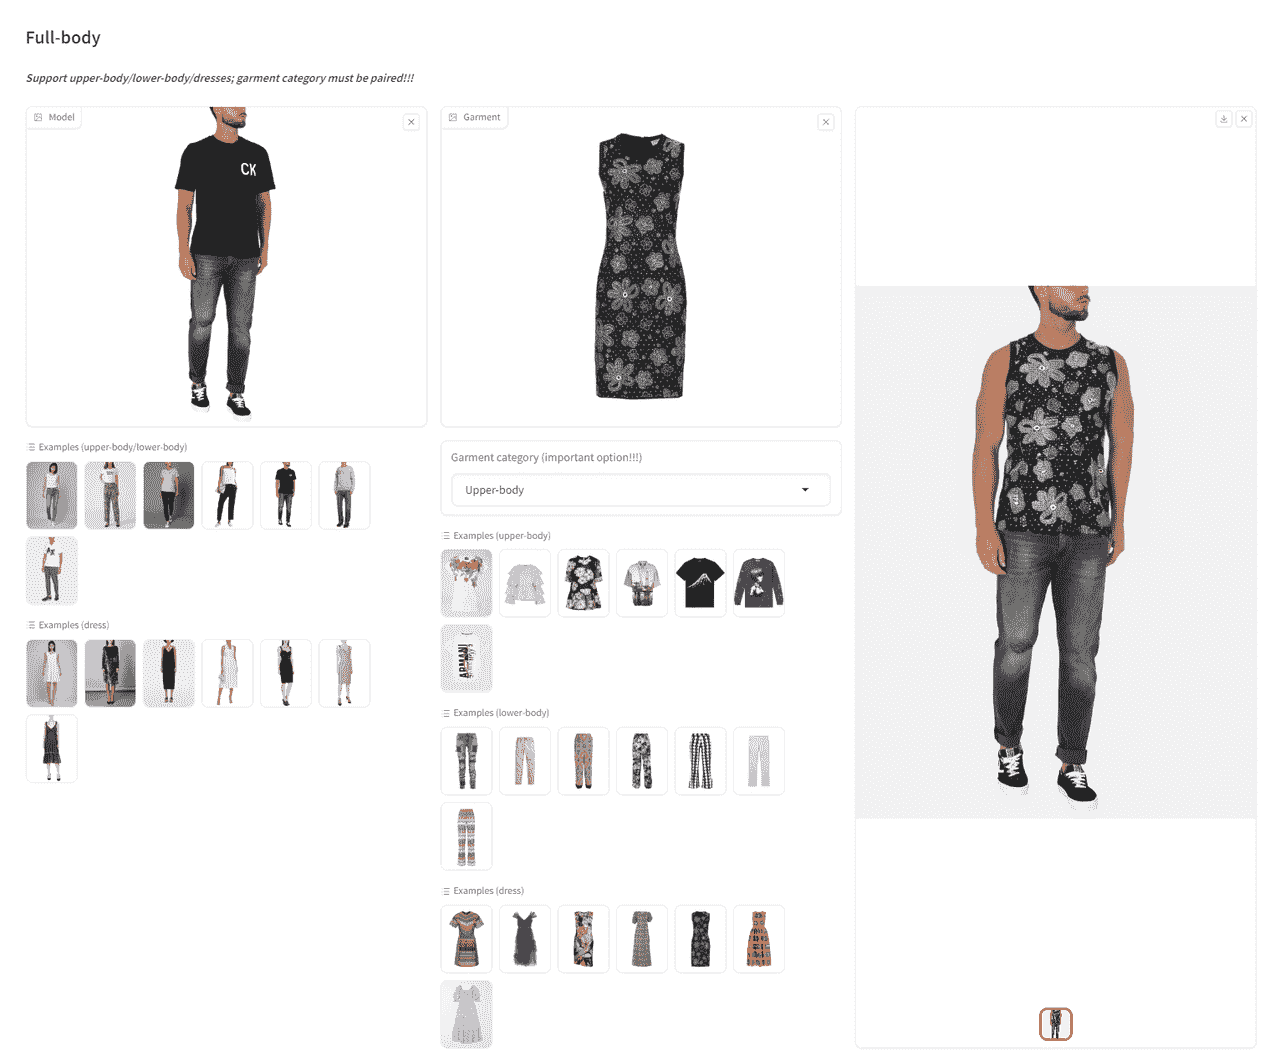 Full-body
Support upper-body/lower-body/dresses; garment category must be paired!!!
Model
CK
Garment
Examples (upper-body/lower-body)
Examples (dress)
Garment category (important option!!!)
Upper-body
Examples (upper-body)
ARMANI
Examples (lower-body)
Examples (dress)